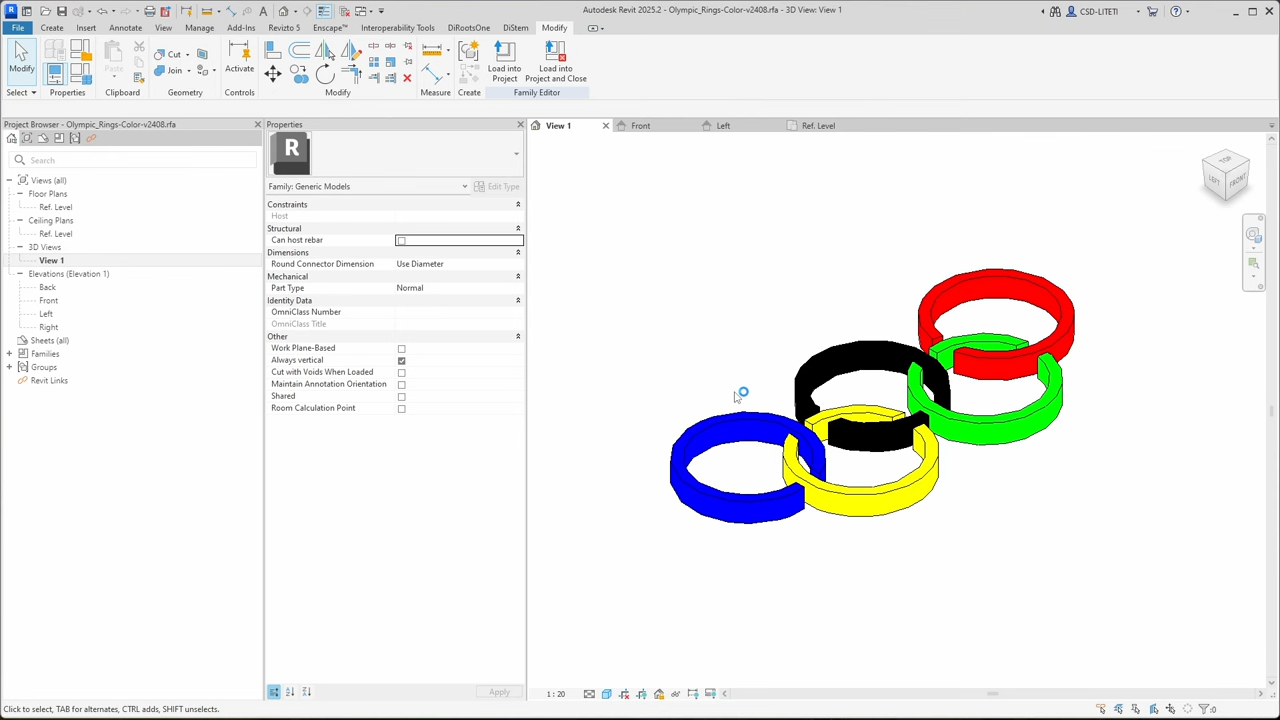 Autodesk Revit 2025.2 - Olympic_Rings-Color-v2408.rfa - 3D View: View 1
CSD-LITETI
File Create Insert Annotate View Manage Add-Ins Revizto 5 Enscape™ Interoperability Tools DiRootsOne DiStem Modify
Modify
Paste
Cut
Join
Activate
Load into
Project
Load into
Project and Close
Select Properties Clipboard Geometry Controls Modify Measure Create Family Editor
Project Browser - Olympic_Rings-Color-v2408.rfa
Search
Views (all)
Floor Plans
Ref. Level
Ceiling Plans
Ref. Level
3D Views
View 1
Elevations (Elevation 1)
Back
Front
Left
Right
Sheets (all)
Families
Groups
Revit Links
Properties
R
Family: Generic Models
Edit Type
Constraints
Host
Structural
Can host rebar
Dimensions
Round Connector Dimension Use Diameter
Mechanical
Part Type Normal
Identity Data
OmniClass Number
OmniClass Title
Other
Work Plane-Based
Always vertical
Cut with Voids When Loaded
Maintain Annotation Orientation
Shared
Room Calculation Point
Apply
View 1 Front Left Ref. Level
TOP
LEFT
FRONT
1 : 20
Click to select, TAB for alternates, CTRL adds, SHIFT unselects.
:0